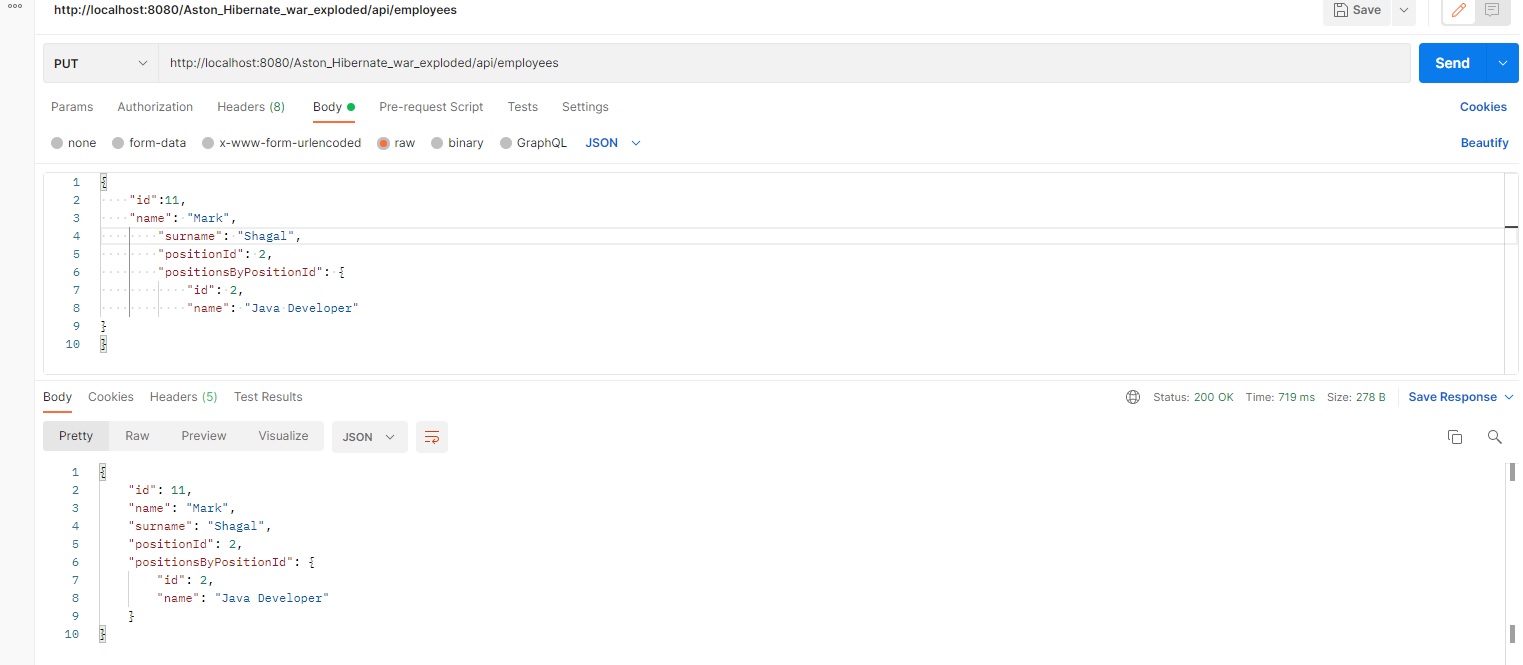 http://localhost:8080/Aston_Hibernate_war_exploded/api/employees
Save
PUT
http://localhost:8080/Aston_Hibernate_war_exploded/api/employees
Send
Params Authorization Headers (8) Body Pre-request Script Tests Settings Cookies
none form-data x-www-form-urlencoded raw binary GraphQL JSON Beautify
1 {
2 "id":11,
3 "name": "Mark",
4 "surname": "Shagal",
5 "positionId": 2,
6 "positionsByPositionId": {
7 "id": 2,
8 "name": "Java Developer"
9 }
10 }
Body Cookies Headers (5) Test Results Status: 200 OK Time: 719 ms Size: 278 B Save Response
Pretty Raw Preview Visualize JSON
1 {
2 "id": 11,
3 "name": "Mark",
4 "surname": "Shagal",
5 "positionId": 2,
6 "positionsByPositionId": {
7 "id": 2,
8 "name": "Java Developer"
9 }
10 }